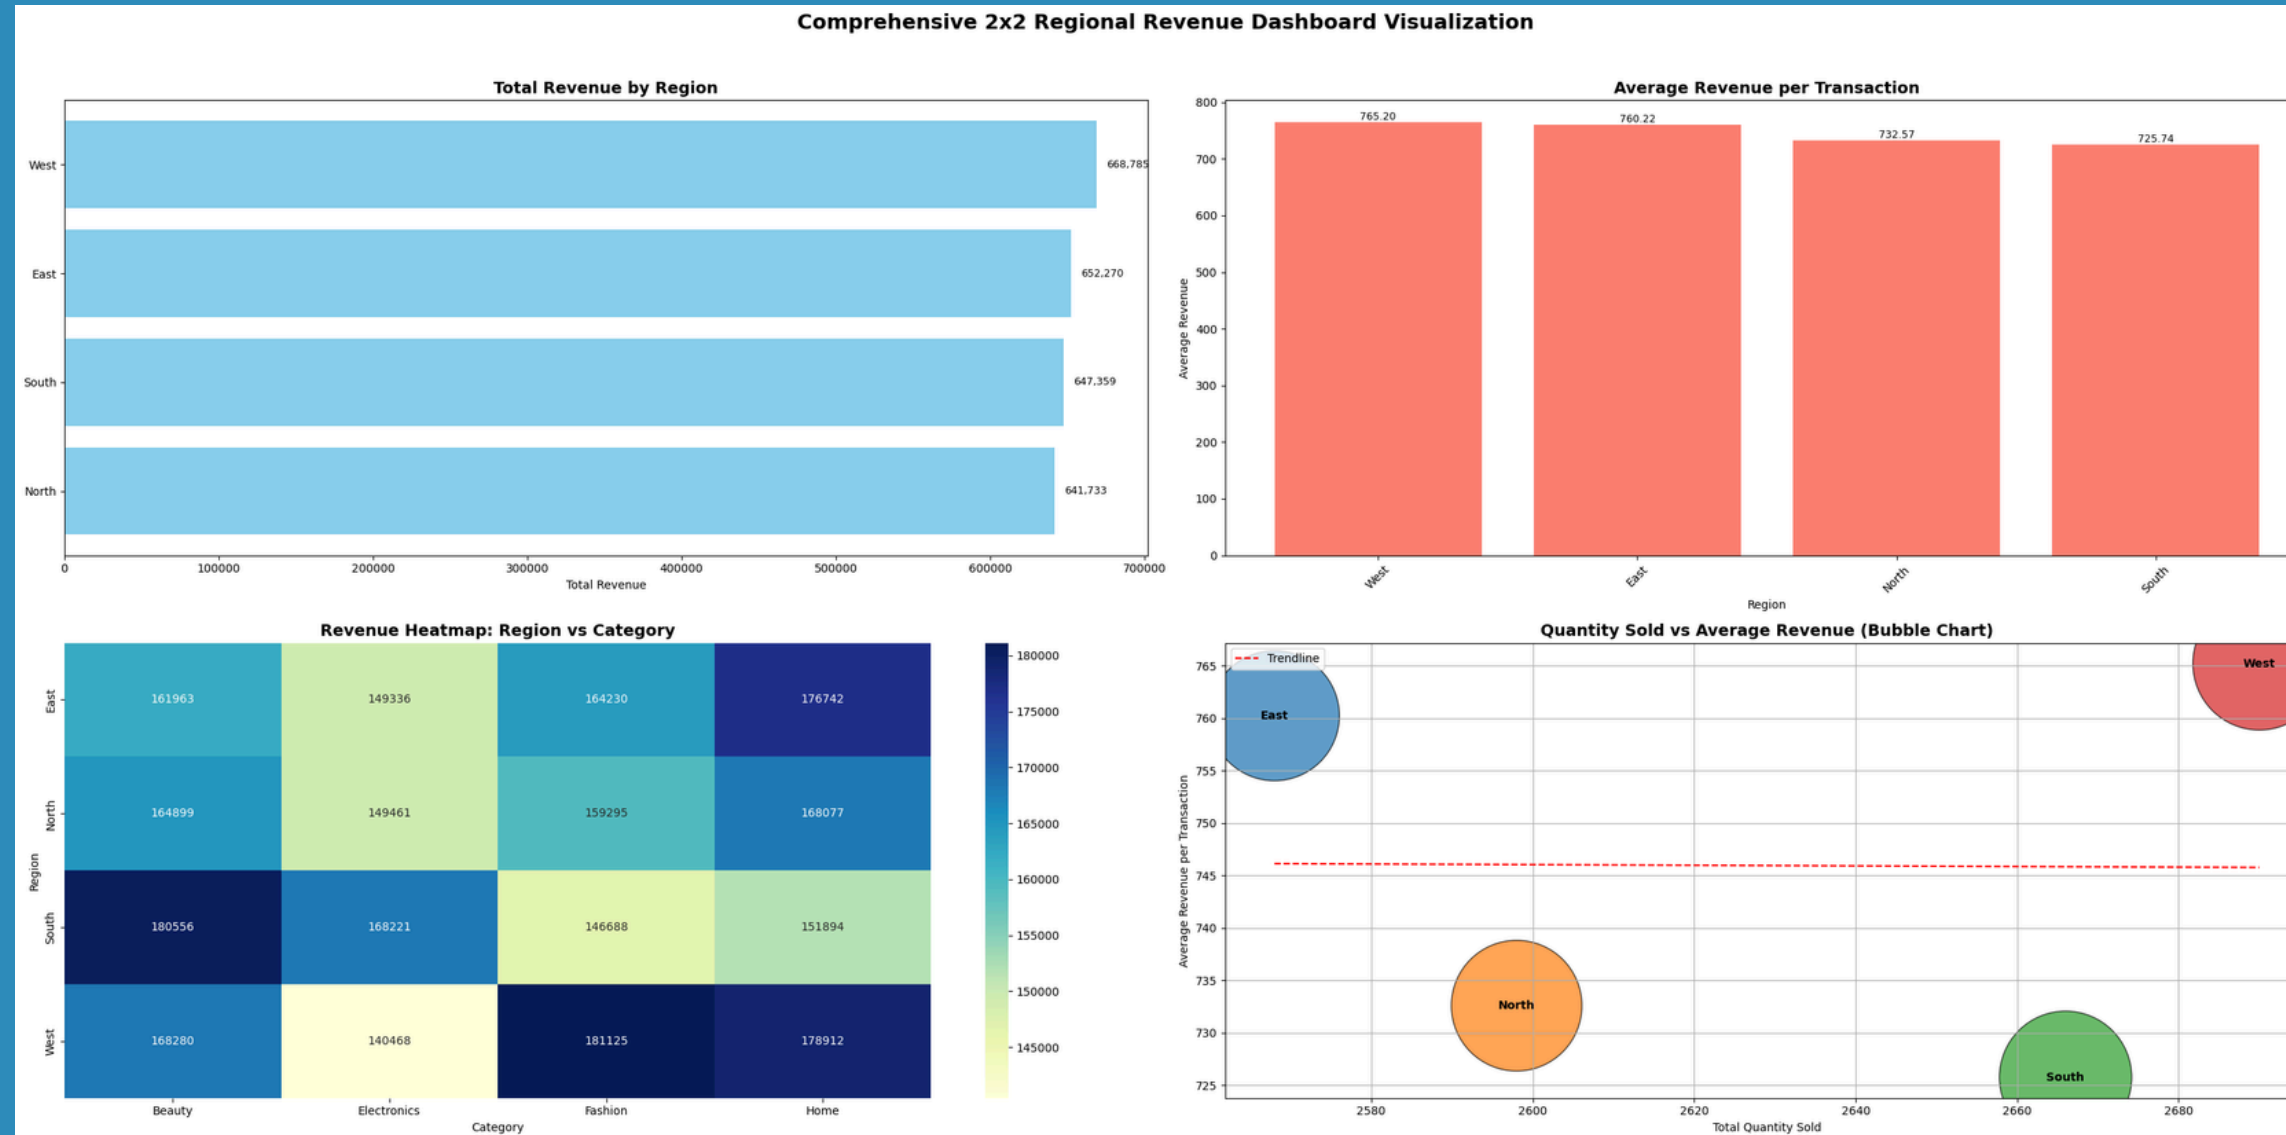 Comprehensive 2x2 Regional Revenue Dashboard Visualization
Total Revenue by Region
West
668,785
East
652,270
South
647,359
North
641,733
0 100000 200000 300000 400000 500000 600000 700000
Total Revenue
Average Revenue per Transaction
800
700
600
500
400
300
200
100
0
Average Revenue
765.20 760.22 732.57 725.74
West East North South
Region
Revenue Heatmap: Region vs Category
Region
East 161963 149336 164230 176742
North 164899 149461 159295 168077
South 180556 168221 146688 151894
West 168280 140468 181125 178912
Beauty Electronics Fashion Home
Category
180000
175000
170000
165000
160000
155000
150000
145000
Quantity Sold vs Average Revenue (Bubble Chart)
Trendline
765
760
755
750
745
740
735
730
725
Average Revenue per Transaction
West
East
North
South
2580 2600 2620 2640 2660 2680
Total Quantity Sold